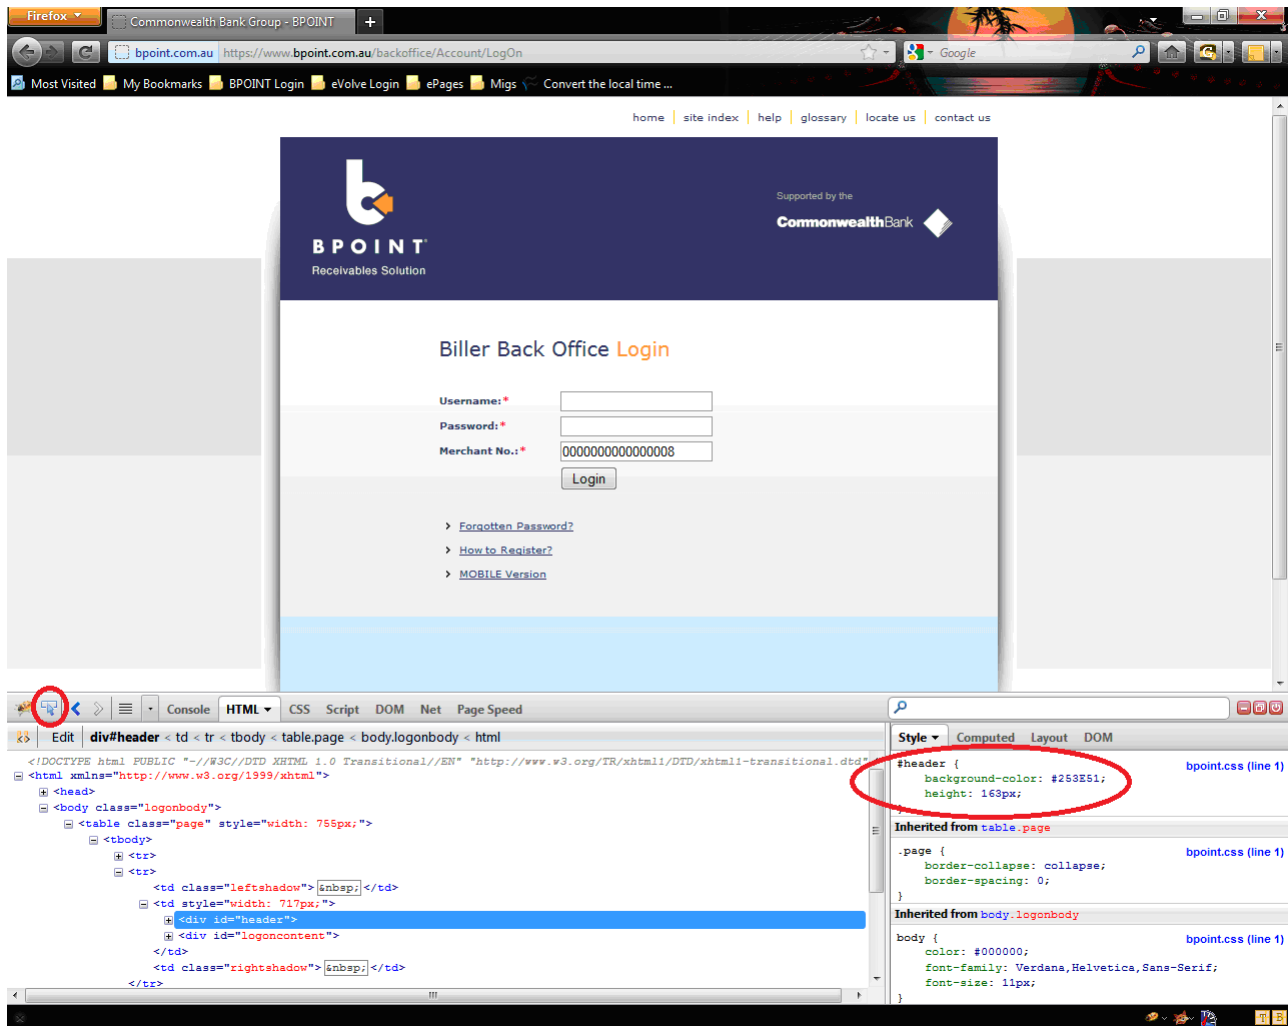 Firefox
Commonwealth Bank Group - BPOINT
+
bpoint.com.au https://www.bpoint.com.au/backoffice/Account/LogOn
Google
Most Visited My Bookmarks BPOINT Login eVolve Login ePages Migs Convert the local time ...
home site index help glossary locate us contact us
b
BPOINT
Receivables Solution
Supported by the
CommonwealthBank
Biller Back Office Login
Username:*
Password:*
Merchant No.:* 0000000000000008
Login
Forgotten Password?
How to Register?
MOBILE Version
Console HTML CSS Script DOM Net Page Speed
Edit div#header < td < tr < tbody < table.page < body.logonbody < html
<!DOCTYPE html PUBLIC "-//W3C//DTD XHTML 1.0 Transitional//EN" "http://www.w3.org/TR/xhtml1/DTD/xhtml1-transitional.dtd"
<html xmlns="http://www.w3.org/1999/xhtml">
<head>
<body class="logonbody">
<table class="page" style="width: 755px;">
<tbody>
<tr>
<tr>
<td class="leftshadow"> &nbsp; </td>
<td style="width: 717px;">
<div id="header">
<div id="logoncontent">
</td>
<td class="rightshadow"> &nbsp; </td>
</tr>
Style Computed Layout DOM
#header { bpoint.css (line 1)
background-color: #253E51;
height: 163px;
}
Inherited from table.page
.page { bpoint.css (line 1)
border-collapse: collapse;
border-spacing: 0;
}
Inherited from body.logonbody
body { bpoint.css (line 1)
color: #000000;
font-family: Verdana,Helvetica,Sans-Serif;
font-size: 11px;
}
T B